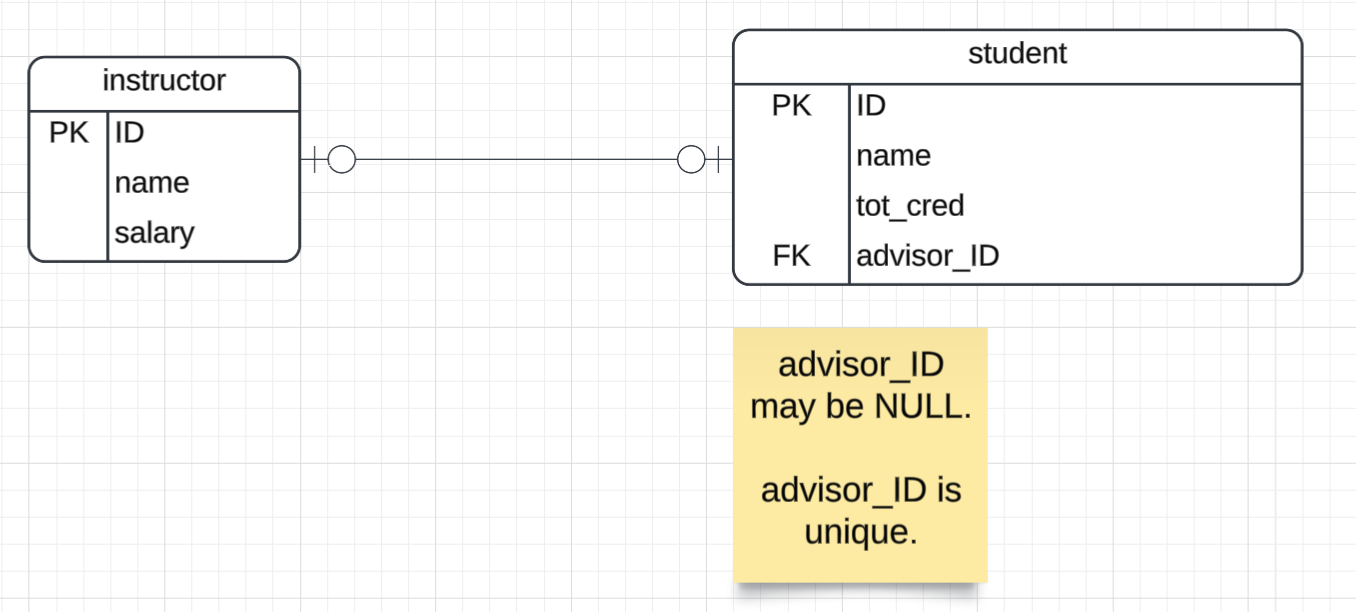 instructor
PK ID
name
salary
student
PK ID
name
tot_cred
FK advisor_ID
advisor_ID
may be NULL.
advisor_ID is
unique.